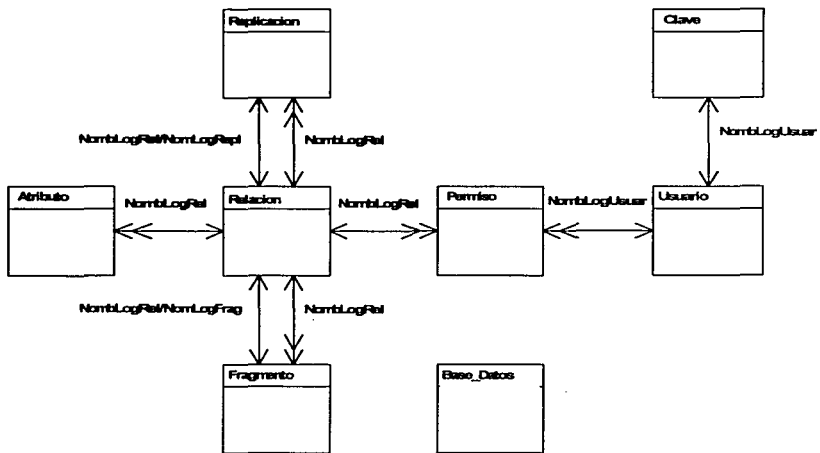 Replicacion
Clave
NombLogRel/NomLogRepl
NombLogRel
NombLogUsuar
Atributo
NombLogRel
Relacion
NombLogRel
Permiso
NombLogUsuar
Usuario
NombLogRel/NomLogFrag
NombLogRel
Fragmento
Base_Datos